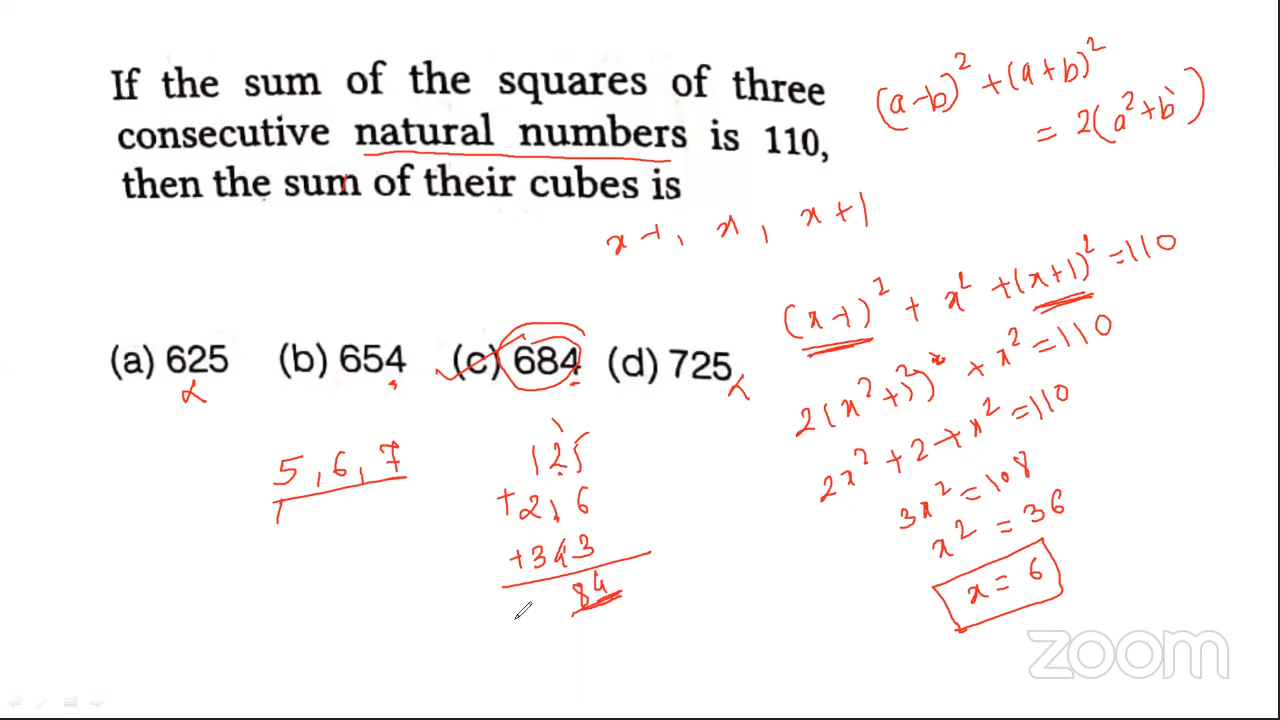 If the sum of the squares of three
consecutive natural numbers is 110,
then the sum of their cubes is
(a-b)² + (a+b)²
= 2(a²+b²)
x-1, x, x+1
(x-1)² + x² + (x+1)² = 110
(a) 625 (b) 654 (c) 684 (d) 725
2(x²+1²) + x² = 110
2x² + 2 + x² = 110
3x² = 108
x² = 36
x = 6
5, 6, 7
1
125
+216
+343
84
zoom